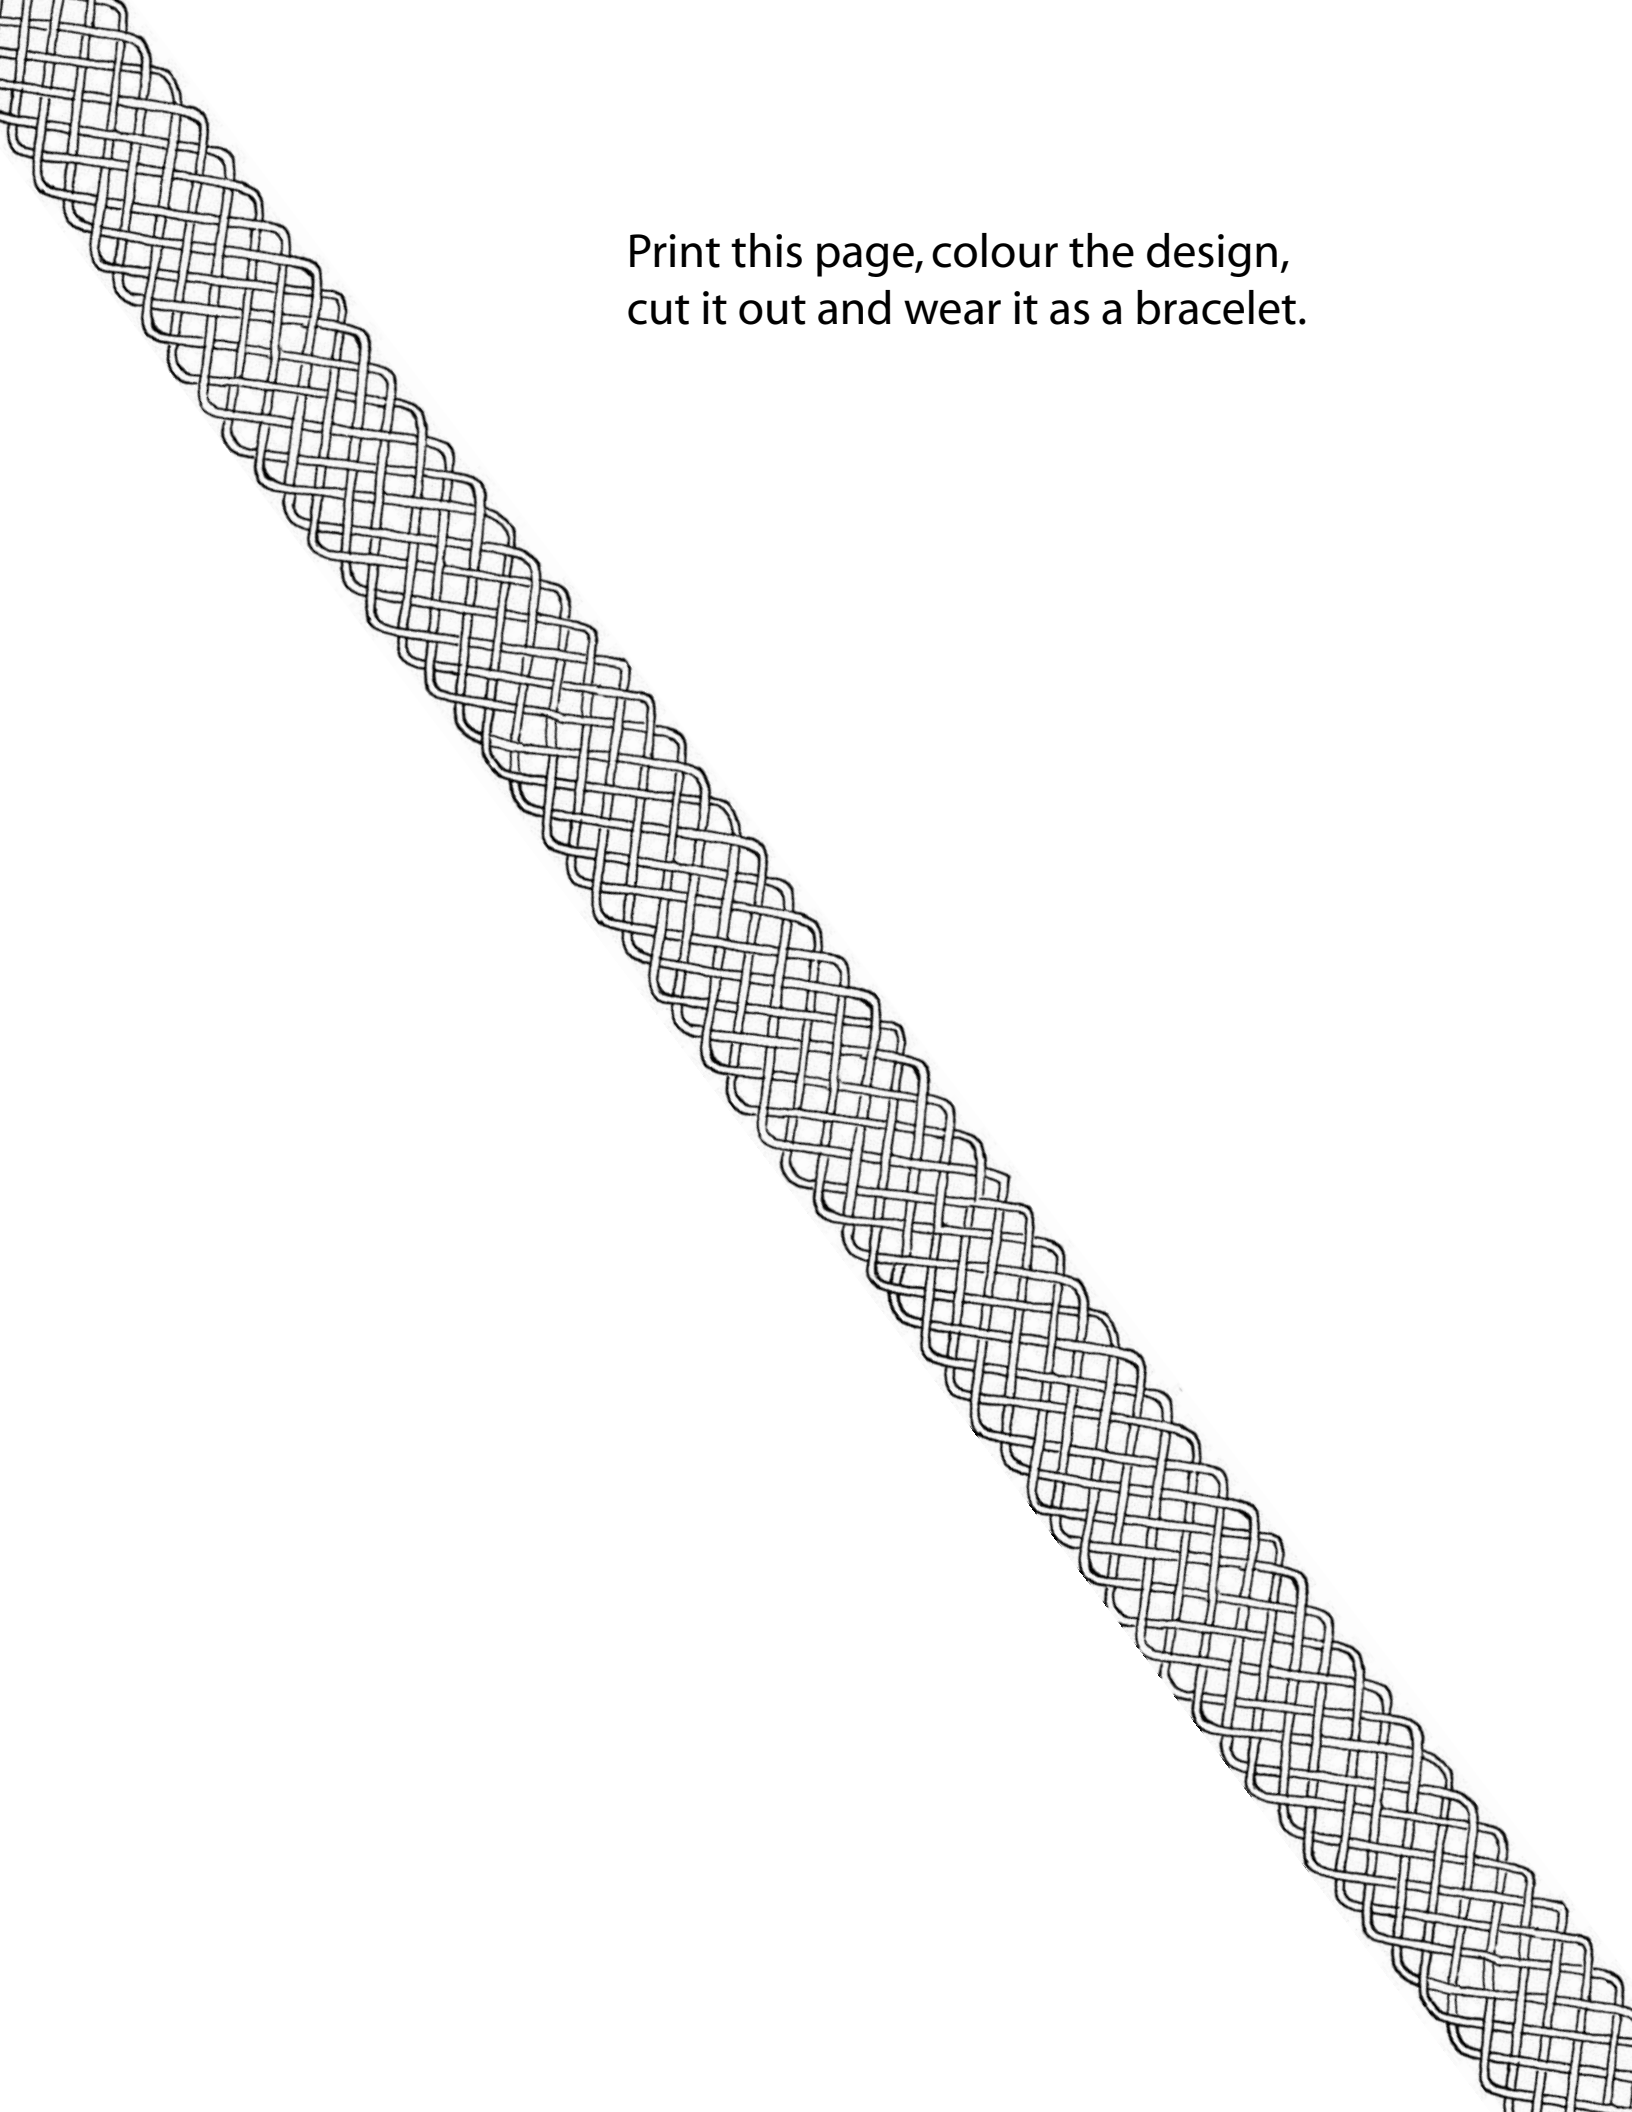 Print this page, colour the design,
cut it out and wear it as a bracelet.